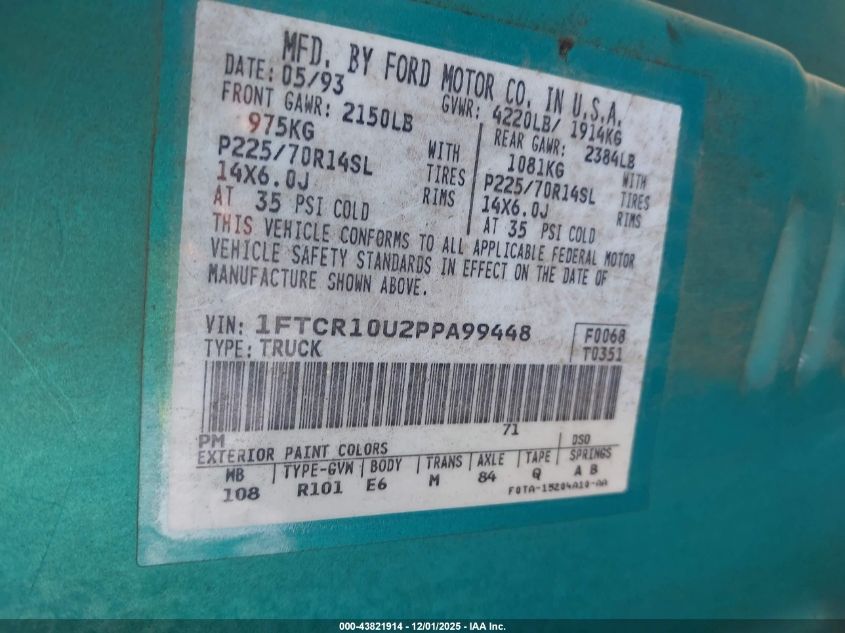 MFD. BY FORD MOTOR CO. IN U.S.A.
DATE: 05/93 GVWR: 4220LB/ 1914KG
FRONT GAWR: 2150LB REAR GAWR: 2384LB
975KG 1081KG
P225/70R14SL WITH P225/70R14SL WITH
14X6.0J TIRES 14X6.0J TIRES
AT 35 PSI COLD RIMS AT 35 PSI COLD RIMS
THIS VEHICLE CONFORMS TO ALL APPLICABLE FEDERAL MOTOR
VEHICLE SAFETY STANDARDS IN EFFECT ON THE DATE OF
MANUFACTURE SHOWN ABOVE.
VIN: 1FTCR10U2PPA99448 F0068
TYPE: TRUCK T0351
PM 71
EXTERIOR PAINT COLORS DSO
WB TYPE-GVW BODY TRANS AXLE TAPE SPRINGS
108 R101 E6 M 84 Q A B
F0TA-15204A10-AA
000-43821914 - 12/01/2025 - IAA Inc.